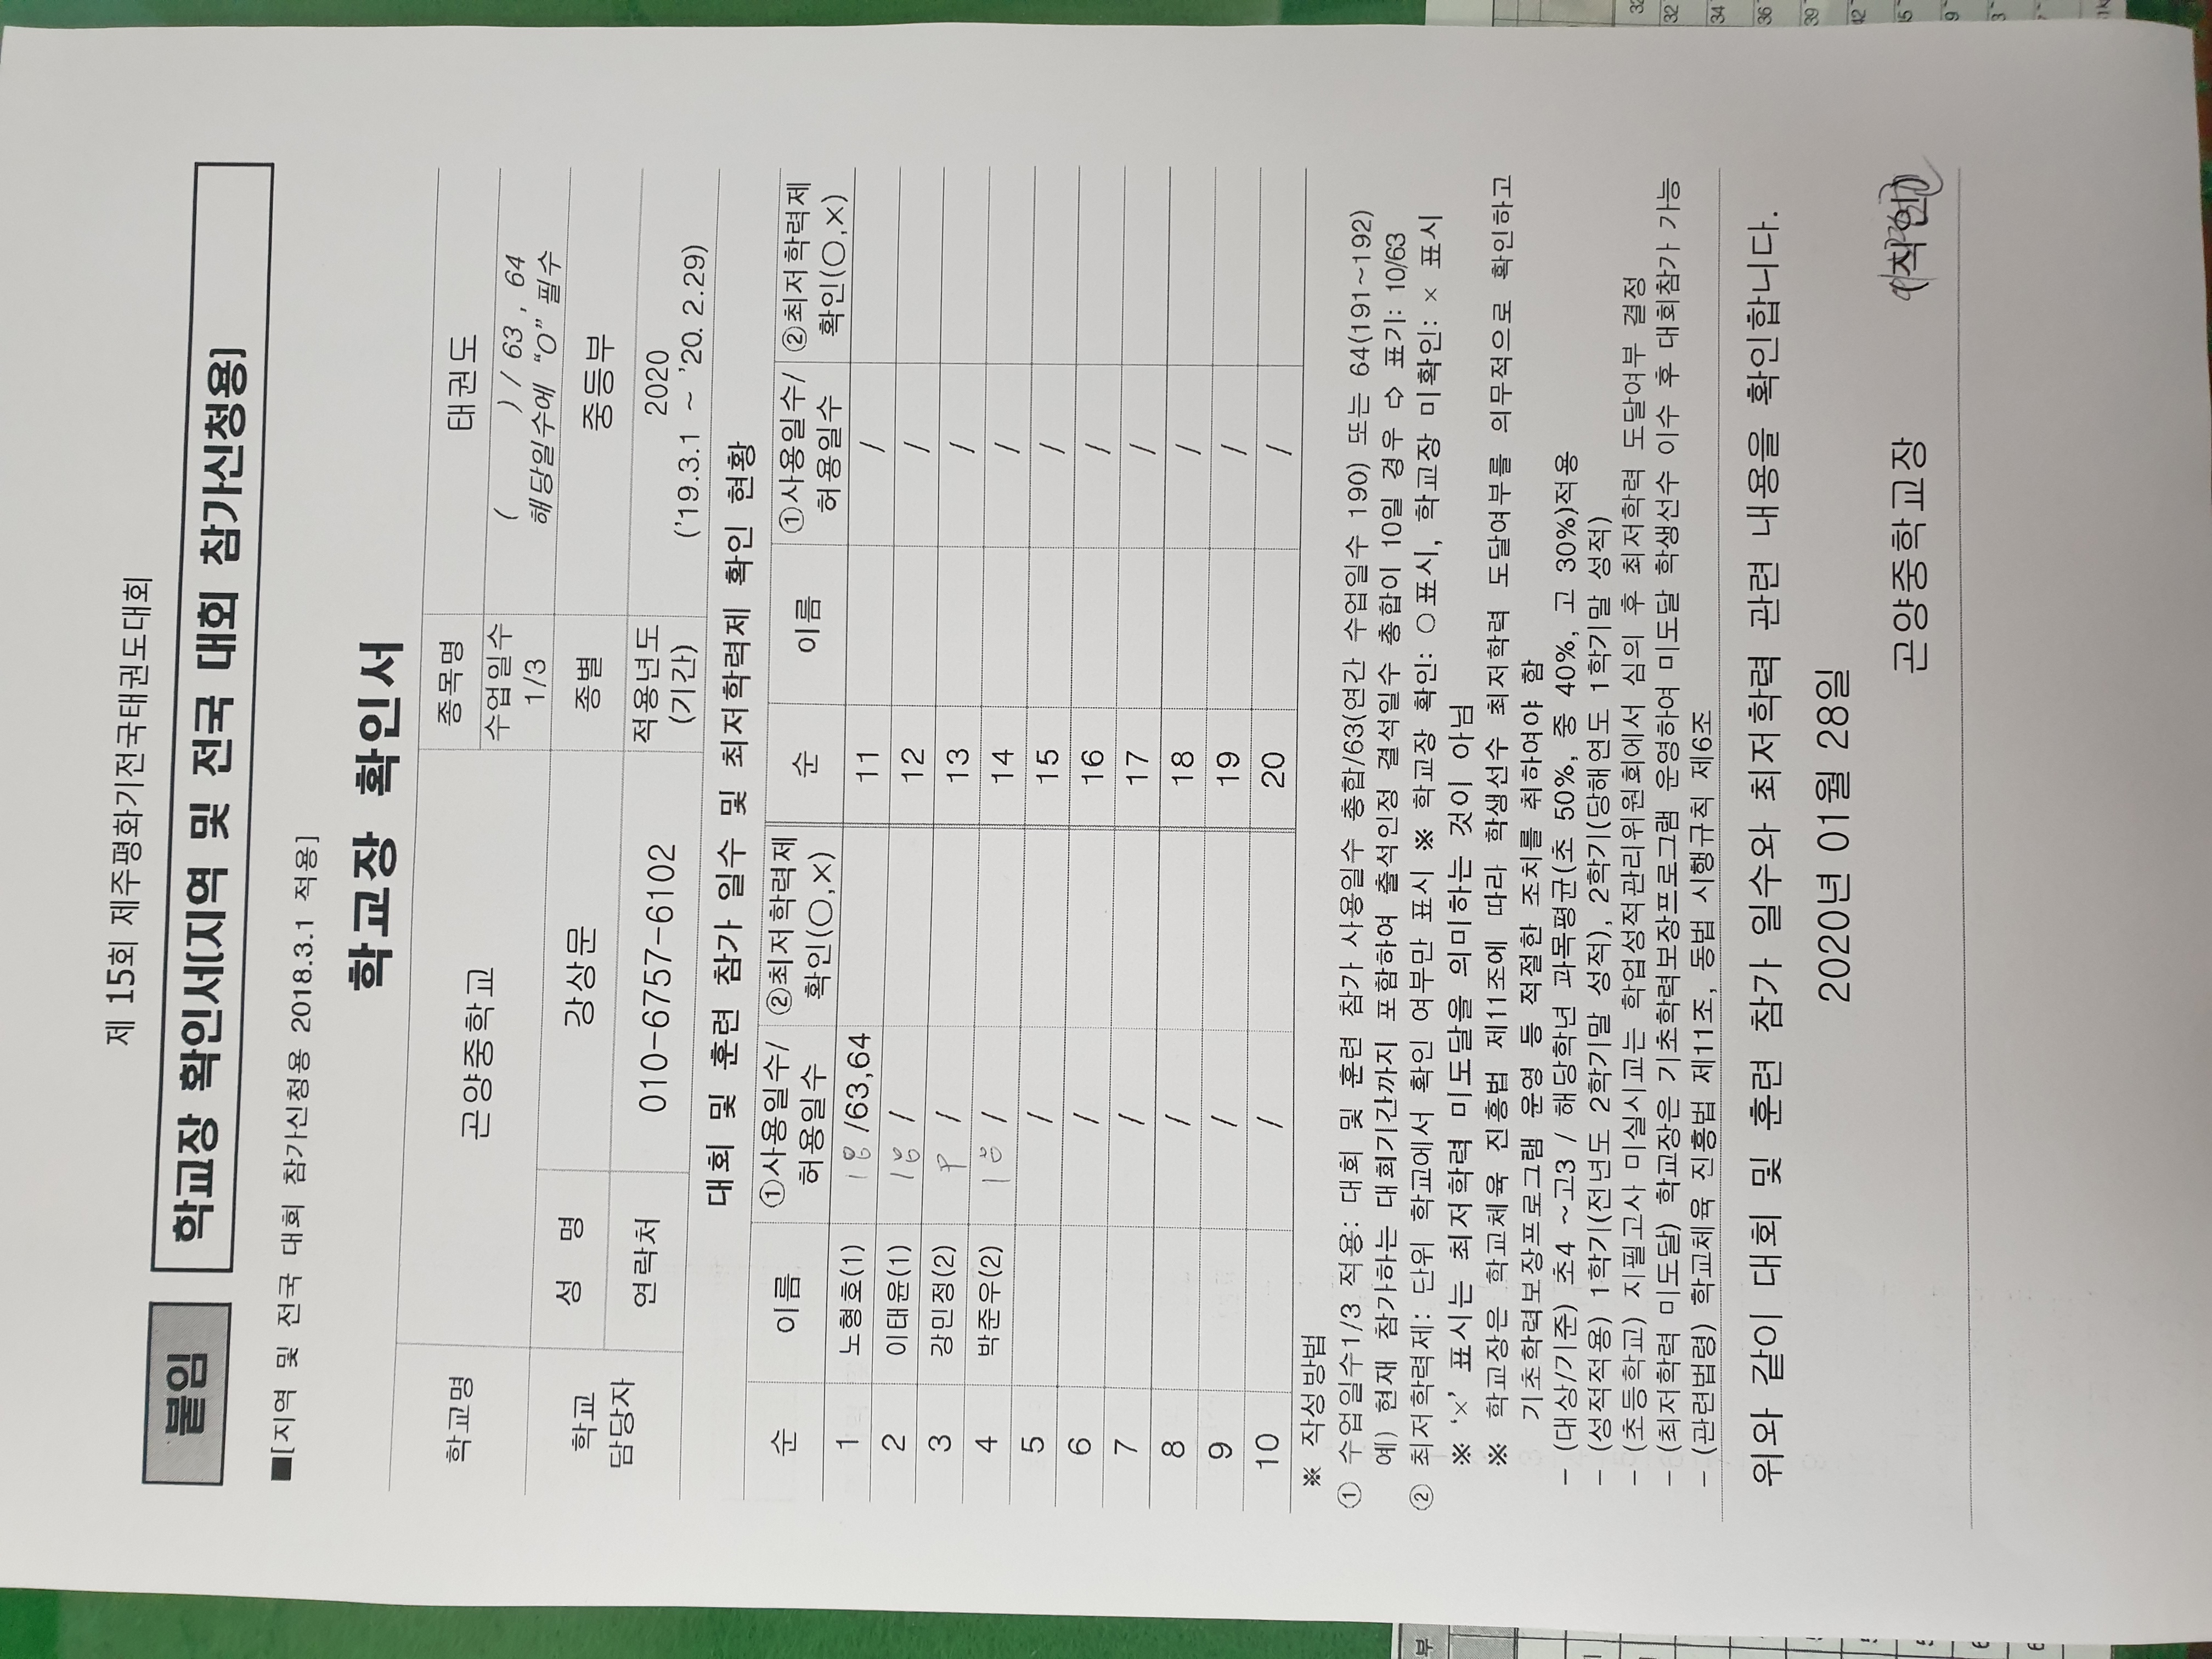 제 15회 제주평화기전국태권도대회
붙임 학교장 확인서(지역 및 전국 대회 참가신청용)
■[지역 및 전국 대회 참가신청용 2018.3.1 적용]
학교장 확인서
학교명 곤양중학교 종목명 태권도
수업일수 1/3 ( ) / 63 , 64 해당일수에 "O" 필수
학교 담당자 성 명 강상문 종별 중등부
연락처 010-6757-6102 적용년도 (기간) 2020 ('19.3.1 ~ '20.2.29)
대회 및 훈련 참가 일수 및 최저학력제 확인 현황
순 이름 ①사용일수/ 허용일수 ②최저학력제 확인(○,×) 순 이름 ①사용일수/ 허용일수 ②최저학력제 확인(○,×)
1 노형호(1) 18 /63,64 11 /
2 이태윤(1) 18 / 12 /
3 강민정(2) / 13 /
4 박준우(2) / 14 /
5 / 15 /
6 / 16 /
7 / 17 /
8 / 18 /
9 / 19 /
10 / 20 /
※ 작성방법
① 수업일수1/3 적용: 대회 및 훈련 참가 사용일수 총합/63(연간 수업일수 190) 또는 64(191~192)
예) 현재 참가하는 대회기간까지 포함하여 출석인정 결석일수 총합이 10일 경우 ⇨ 표기: 10/63
② 최저학력제: 단위 학교에서 확인 여부만 표시 ※ 학교장 확인: ○표시, 학교장 미확인: × 표시
※ '×' 표시는 최저학력 미도달을 의미하는 것이 아님
※ 학교장은 학교체육 진흥법 제11조에 따라 학생선수 최저학력 도달여부를 의무적으로 확인하고
기초학력보장프로그램 운영 등 적절한 조치를 취하여야 함
- (대상/기준) 초4 ~고3 / 해당학년 과목평균(초 50%, 중 40%, 고 30%)적용
- (성적적용) 1학기(전년도 2학기말 성적), 2학기(당해연도 1학기말 성적)
- (초등학교) 지필고사 미실시교는 학업성적관리위원회에서 심의 후 최저학력 도달여부 결정
- (최저학력 미도달) 학교장은 기초학력보장프로그램 운영하여 미도달 학생선수 이수 후 대회참가 가능
- (관련법령) 학교체육 진흥법 제11조, 동법 시행규칙 제6조
위와 같이 대회 및 훈련 참가 일수와 최저학력 관련 내용을 확인합니다.
2020년 01월 28일
곤양중학교장 (직인)